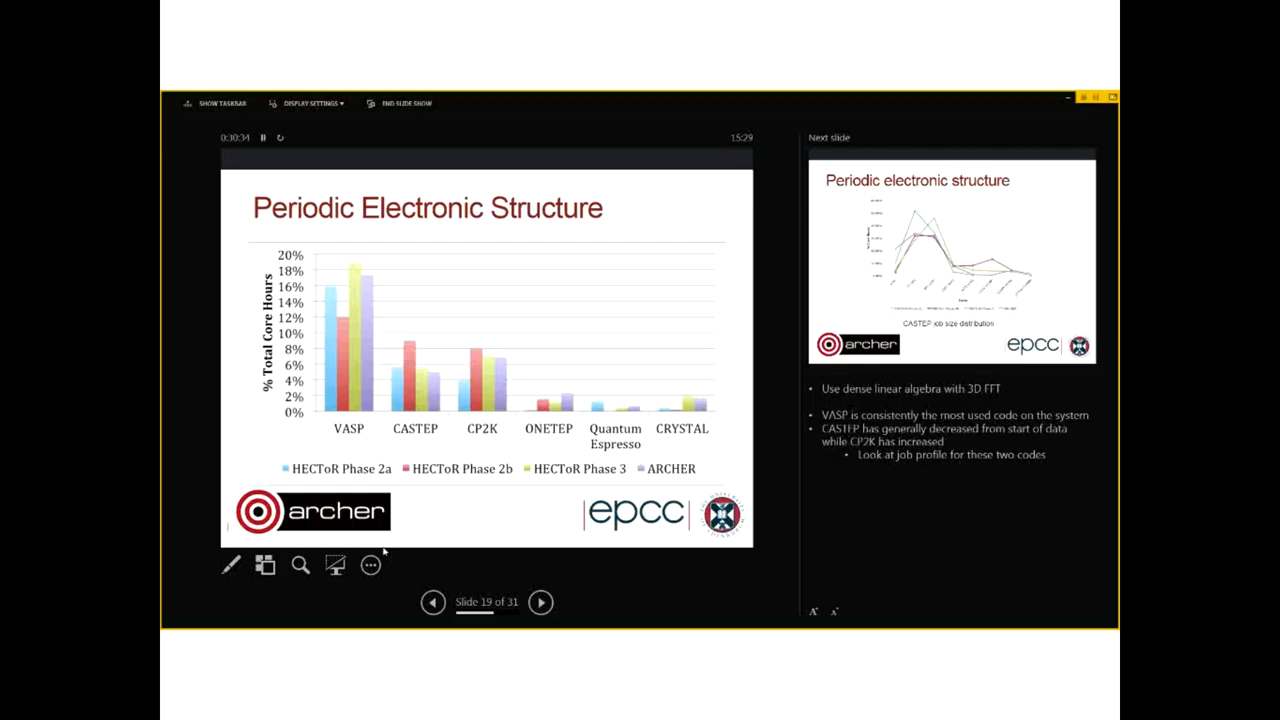 SHOW TASKBAR
DISPLAY SETTINGS
END SLIDE SHOW
0:30:34
15:29
Periodic Electronic Structure
20%
18%
16%
14%
12%
10%
8%
6%
4%
2%
0%
% Total Core Hours
VASP
CASTEP
CP2K
ONETEP
Quantum
Espresso
CRYSTAL
HECToR Phase 2a
HECToR Phase 2b
HECToR Phase 3
ARCHER
archer
epcc
Slide 19 of 31
Next slide
Periodic electronic structure
CASTEP job size distribution
archer
epcc
• Use dense linear algebra with 3D FFT
• VASP is consistently the most used code on the system
• CASTEP has generally decreased from start of data
while CP2K has increased
• Look at job profile for these two codes
A
A